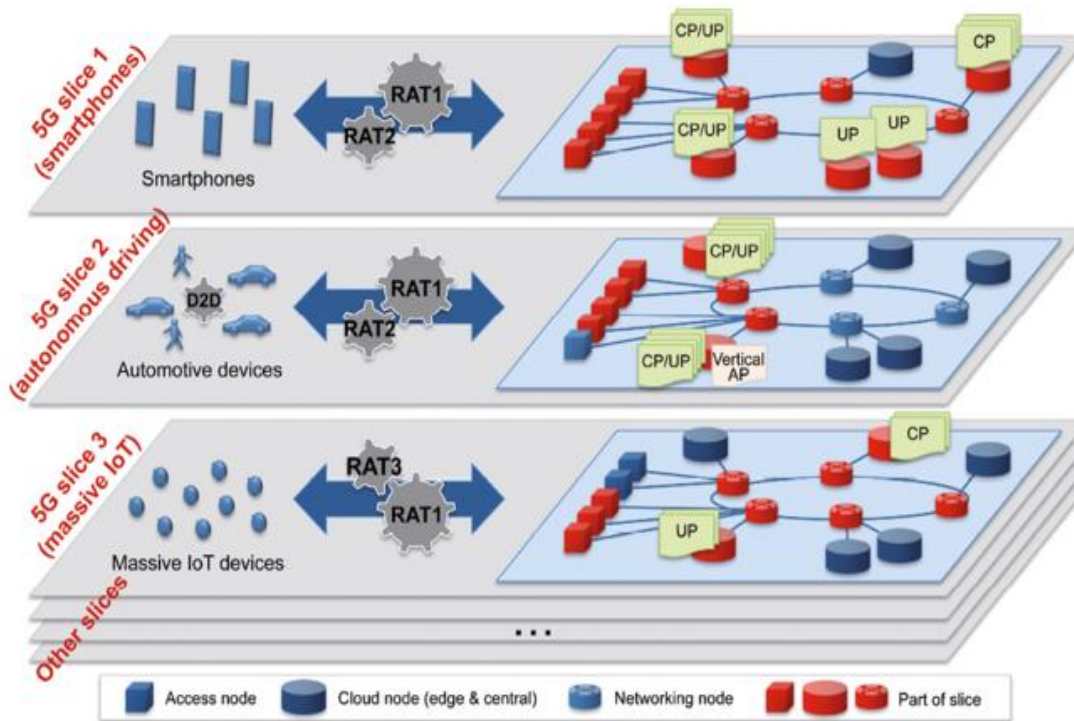 5G slice 1
(smartphones)
Smartphones
RAT1
RAT2
CP/UP
CP
CP/UP
UP
UP
5G slice 2
(autonomous driving)
D2D
Automotive devices
RAT1
RAT2
CP/UP
CP/UP
Vertical
AP
5G slice 3
(massive IoT)
Massive IoT devices
RAT3
RAT1
CP
UP
Other slices
...
Access node
Cloud node (edge & central)
Networking node
Part of slice